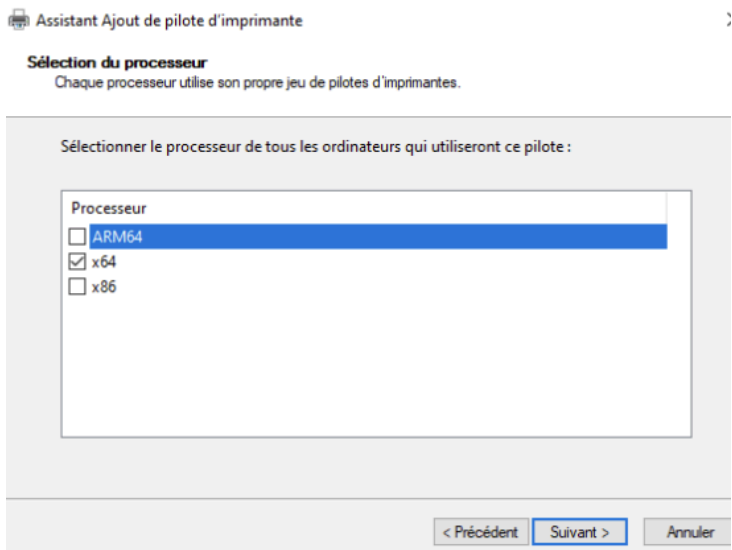 Assistant Ajout de pilote d'imprimante
Sélection du processeur
Chaque processeur utilise son propre jeu de pilotes d'imprimantes.
Sélectionner le processeur de tous les ordinateurs qui utiliseront ce pilote :
Processeur
ARM64
x64
x86
< Précédent Suivant > Annuler